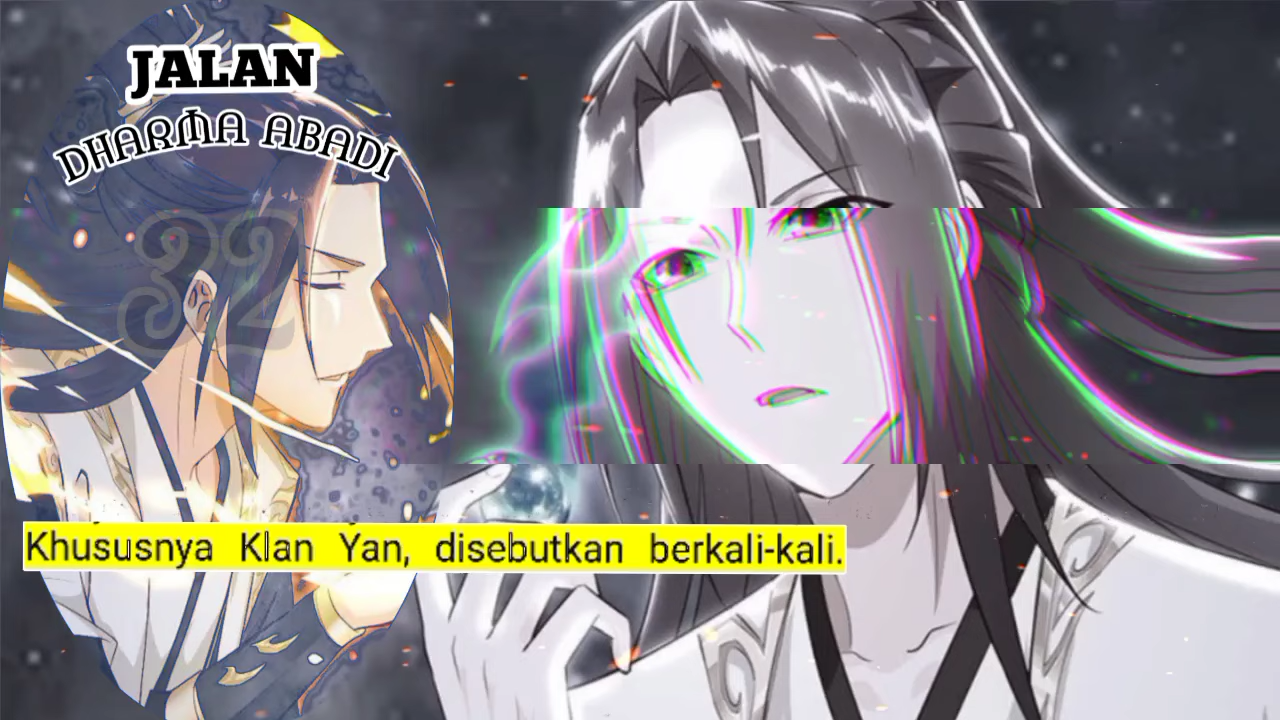 JALAN
DHARMA ABADI
32
Khususnya Klan Yan, disebutkan berkali-kali.